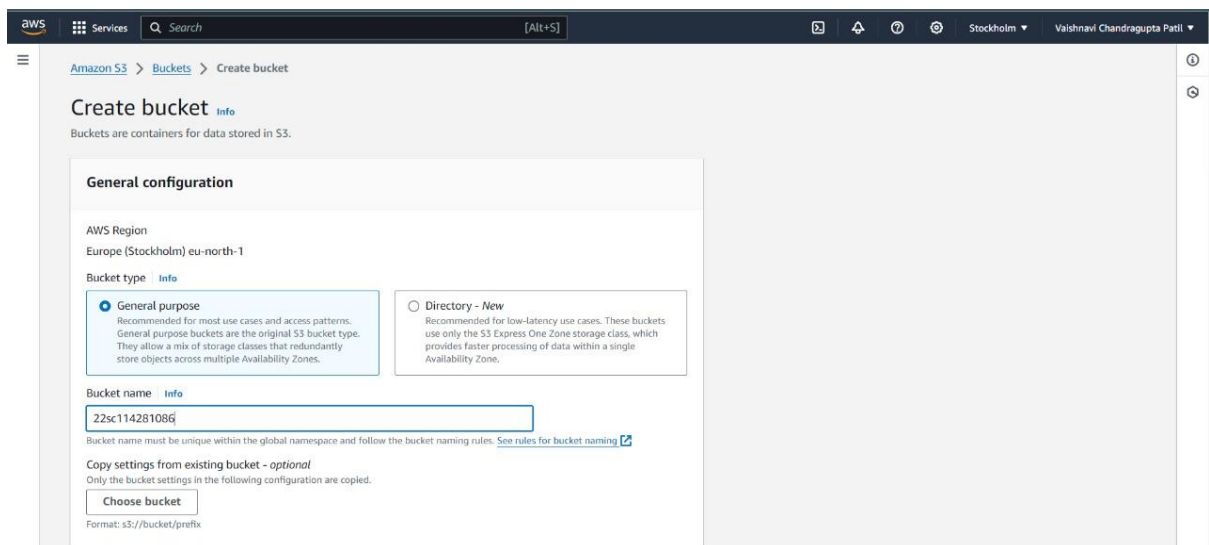 aws Services Search [Alt+S] Stockholm Vaishnavi Chandragupta Patil
Amazon S3 > Buckets > Create bucket
Create bucket Info
Buckets are containers for data stored in S3.
General configuration
AWS Region
Europe (Stockholm) eu-north-1
Bucket type Info
General purpose
Recommended for most use cases and access patterns.
General purpose buckets are the original S3 bucket type.
They allow a mix of storage classes that redundantly
store objects across multiple Availability Zones.
Directory - New
Recommended for low-latency use cases. These buckets
use only the S3 Express One Zone storage class, which
provides faster processing of data within a single
Availability Zone.
Bucket name Info
22sc114281086
Bucket name must be unique within the global namespace and follow the bucket naming rules. See rules for bucket naming
Copy settings from existing bucket - optional
Only the bucket settings in the following configuration are copied.
Choose bucket
Format: s3://bucket/prefix